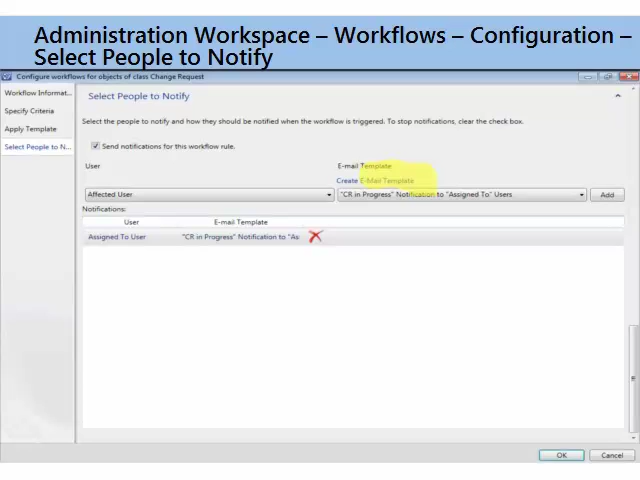 Administration Workspace – Workflows – Configuration –
Select People to Notify
Configure workflows for objects of class Change Request
Workflow Informat...
Specify Criteria
Apply Template
Select People to N...
Select People to Notify
Select the people to notify and how they should be notified when the workflow is triggered. To stop notifications, clear the check box.
Send notifications for this workflow rule.
User
E-mail Template
Create E-Mail Template
Affected User
"CR in Progress" Notification to "Assigned To" Users
Add
Notifications:
User E-mail Template
Assigned To User "CR in Progress" Notification to "As
OK Cancel